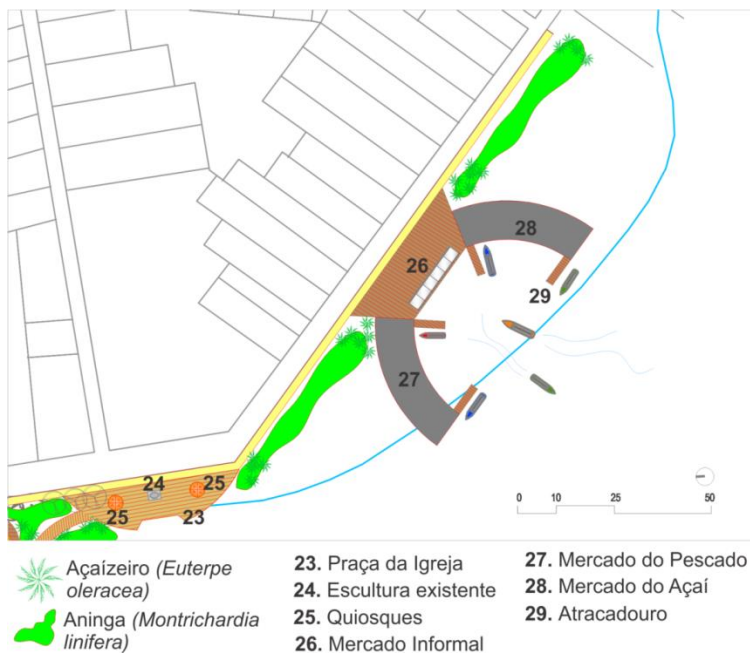 28
26
29
27
24
25
25
23
0 10 25 50
Açaízeiro (Euterpe
oleracea)
Aninga (Montrichardia
linifera)
23. Praça da Igreja
24. Escultura existente
25. Quiosques
26. Mercado Informal
27. Mercado do Pescado
28. Mercado do Açaí
29. Atracadouro